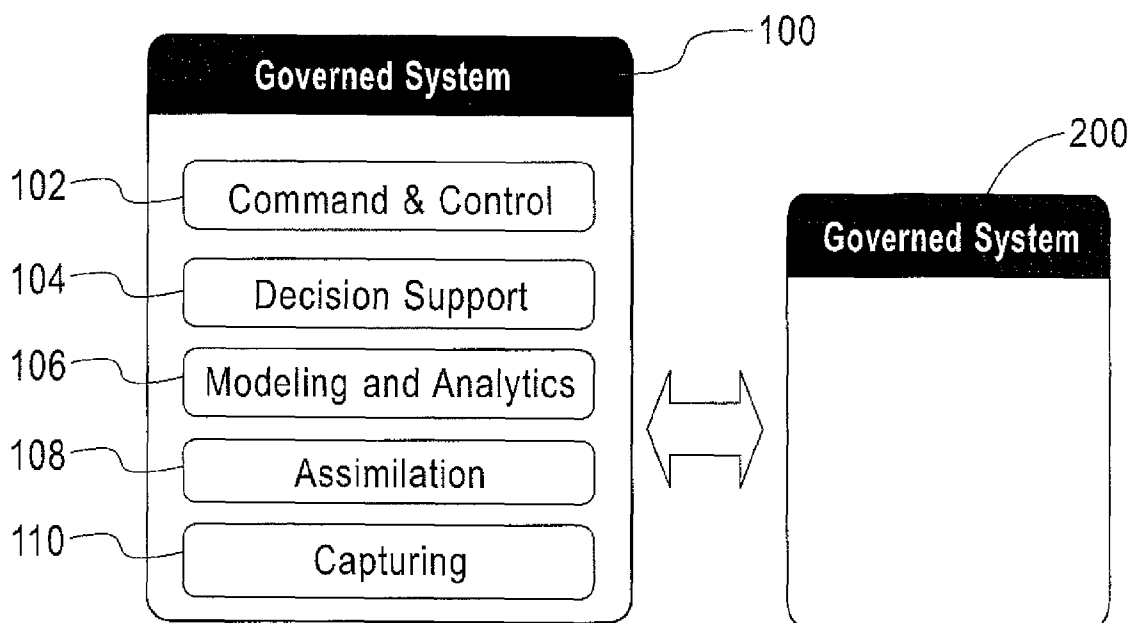 100
Governed System
102
Command & Control
104
Decision Support
106
Modeling and Analytics
108
Assimilation
110
Capturing
200
Governed System